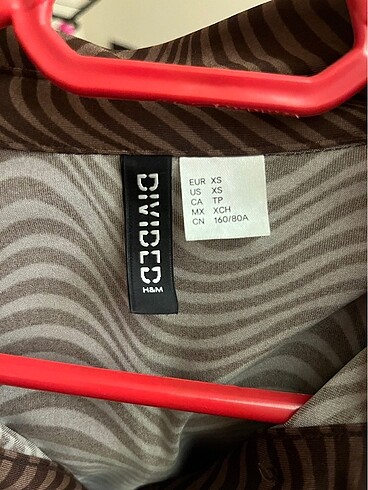 DIVIDED
H&M
EUR XS
US XS
CA TP
MX XCH
CN 160/80A